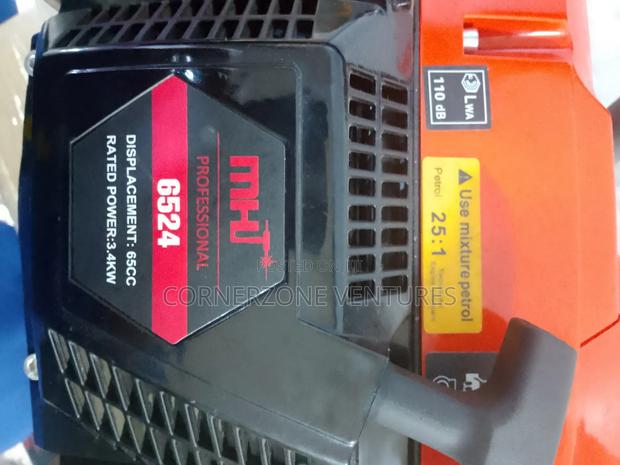 MHJ
PROFESSIONAL
6524
DISPLACEMENT: 65CC
RATED POWER:3.4KW
LWA
110 dB
Use mixture petrol
Petrol
25:1
CORNERZONE VENTURES